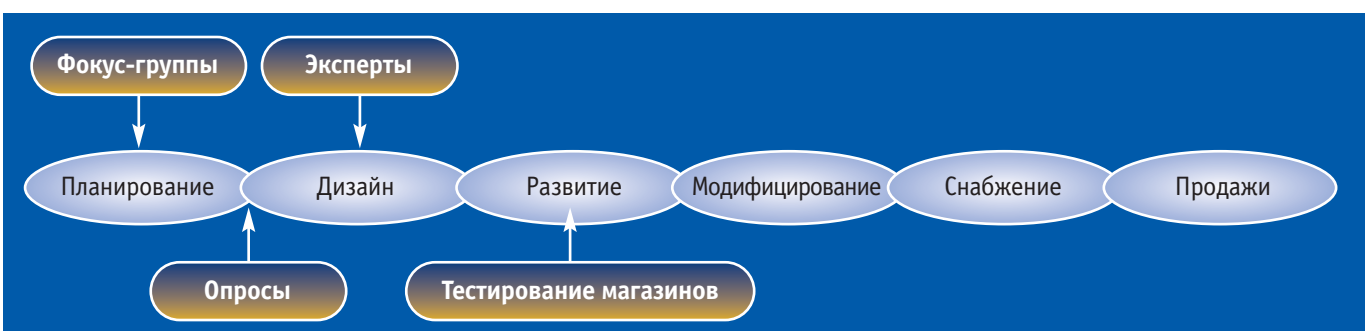 Фокус-группы
Эксперты
Планирование
Дизайн
Развитие
Модифицирование
Снабжение
Продажи
Опросы
Тестирование магазинов